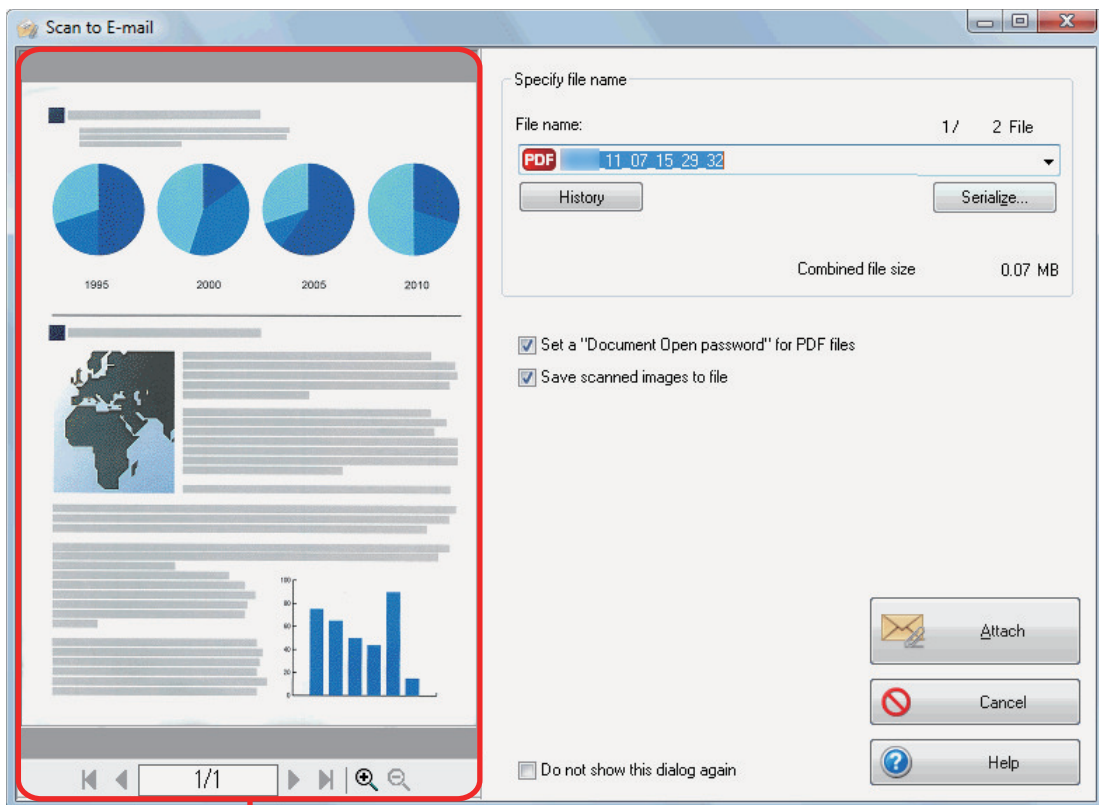 Scan to E-mail
1995 2000 2005 2010
100
80
60
40
20
0
1/1
Specify file name
File name:
1/ 2 File
PDF _11_07_15_29_32
History
Serialize...
Combined file size 0.07 MB
Set a "Document Open password" for PDF files
Save scanned images to file
Attach
Cancel
Do not show this dialog again
Help